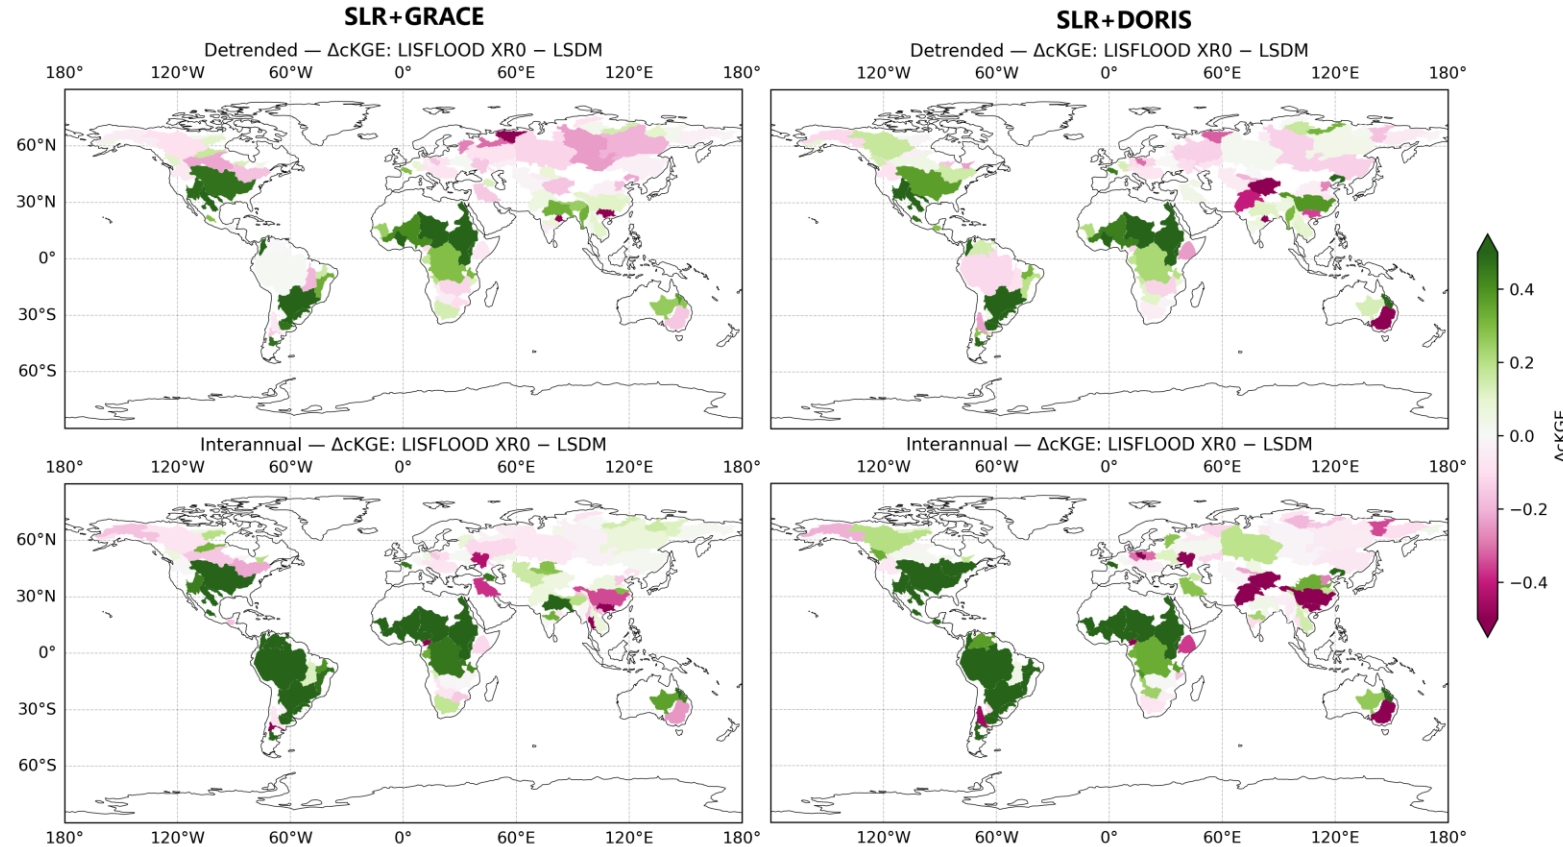 SLR+GRACE
SLR+DORIS
Detrended — ΔcKGE: LISFLOOD XR0 − LSDM
Detrended — ΔcKGE: LISFLOOD XR0 − LSDM
180° 120°W 60°W 0° 60°E 120°E 180°
120°W 60°W 0° 60°E 120°E 180°
60°N
30°N
0°
30°S
60°S
Interannual — ΔcKGE: LISFLOOD XR0 − LSDM
Interannual — ΔcKGE: LISFLOOD XR0 − LSDM
180° 120°W 60°W 0° 60°E 120°E 180°
120°W 60°W 0° 60°E 120°E 180°
60°N
30°N
0°
30°S
60°S
180° 120°W 60°W 0° 60°E 120°E 180°
120°W 60°W 0° 60°E 120°E 180°
0.4
0.2
0.0
−0.2
−0.4
ΔcKGE